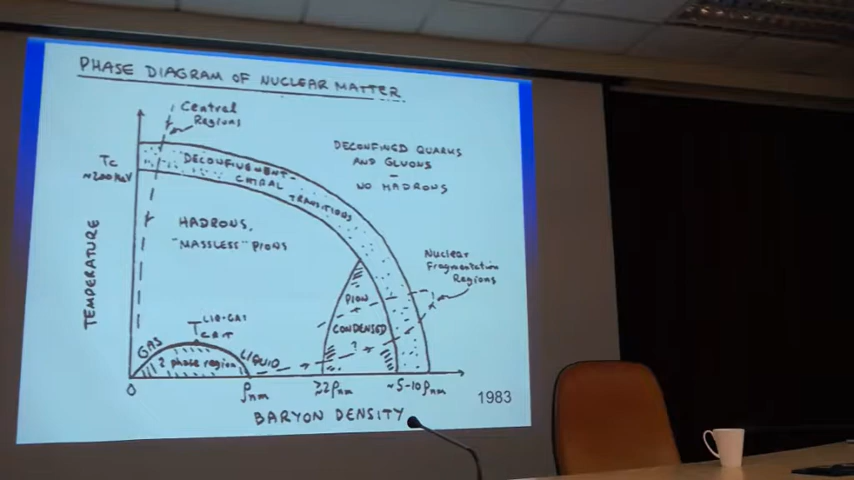 PHASE DIAGRAM OF NUCLEAR MATTER
Central
Regions
DECONFINED QUARKS
AND GLUONS
–
NO HADRONS
DECONFINEMENT-
CHIRAL TRANSITIONS
Tc
~200 MeV
HADRONS,
"MASSLESS" PIONS
TEMPERATURE
Nuclear
Fragmentation
Regions
PION
CONDENSED
?
LIQ-GAS
TCRIT
GAS
2 phase region
LIQUID
0
ρnm
≳2ρnm
~5-10ρnm
BARYON DENSITY
1983